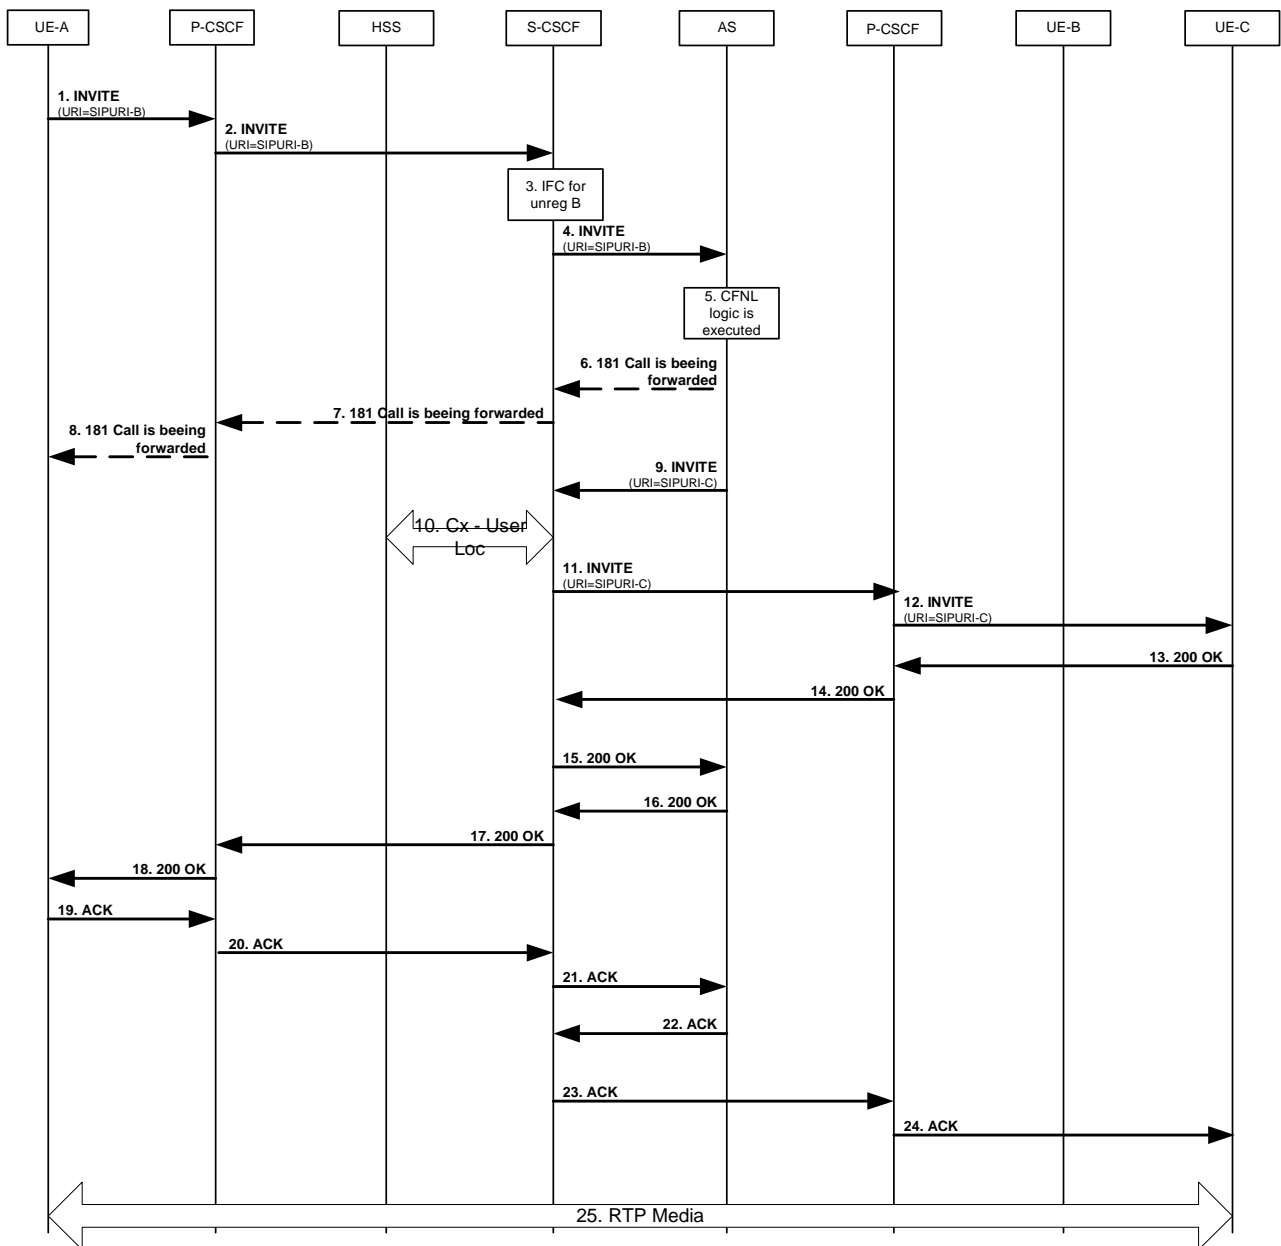 UE-A
P-CSCF
HSS
S-CSCF
AS
P-CSCF
UE-B
UE-C
1. INVITE
(URI=SIPURI-B)
2. INVITE
(URI=SIPURI-B)
3. IFC for
unreg B
4. INVITE
(URI=SIPURI-B)
5. CFNL
logic is
executed
6. 181 Call is beeing
forwarded
7. 181 Call is beeing forwarded
8. 181 Call is beeing
forwarded
9. INVITE
(URI=SIPURI-C)
10. Cx - User
Loc
11. INVITE
(URI=SIPURI-C)
12. INVITE
(URI=SIPURI-C)
13. 200 OK
14. 200 OK
15. 200 OK
16. 200 OK
17. 200 OK
18. 200 OK
19. ACK
20. ACK
21. ACK
22. ACK
23. ACK
24. ACK
25. RTP Media